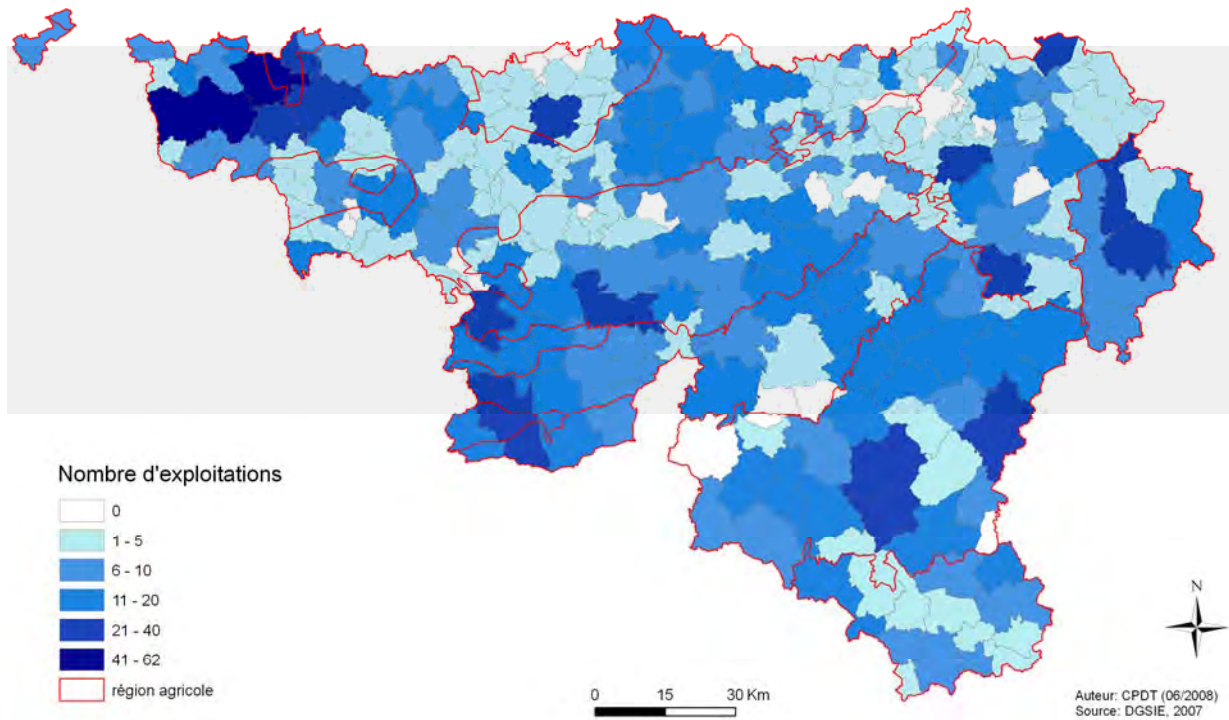 Nombre d'exploitations
0
1 - 5
6 - 10
11 - 20
21 - 40
41 - 62
région agricole
0 15 30 Km
N
Auteur: CPDT (06/2008)
Source: DGSIE, 2007